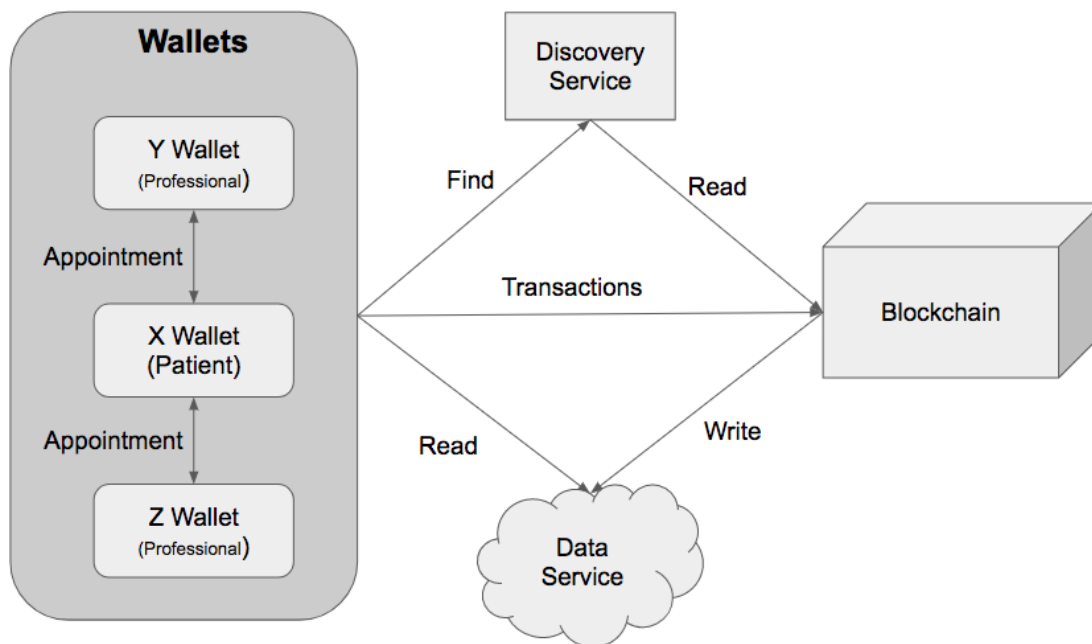 Wallets
Y Wallet
(Professional)
Appointment
X Wallet
(Patient)
Appointment
Z Wallet
(Professional)
Discovery
Service
Find
Read
Transactions
Blockchain
Read
Write
Data
Service